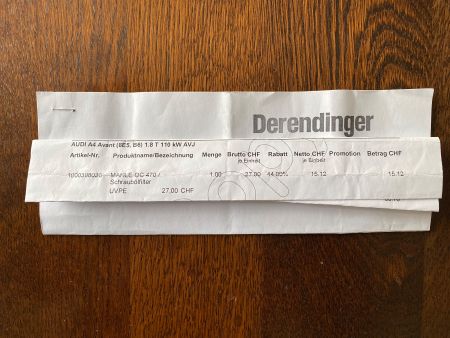 Derendinger
AUDI A4 Avant (8E5, B6) 1.8 T 110 kW AVJ
Artikel-Nr. Produktname/Bezeichnung Menge Brutto CHF Rabatt Netto CHF Promotion Betrag CHF
je Einheit je Einheit
MAHLE OC 470 / 1.00 27.00 44.00% 15.12 15.12
Schraubölfilter
UVPE 27.00 CHF